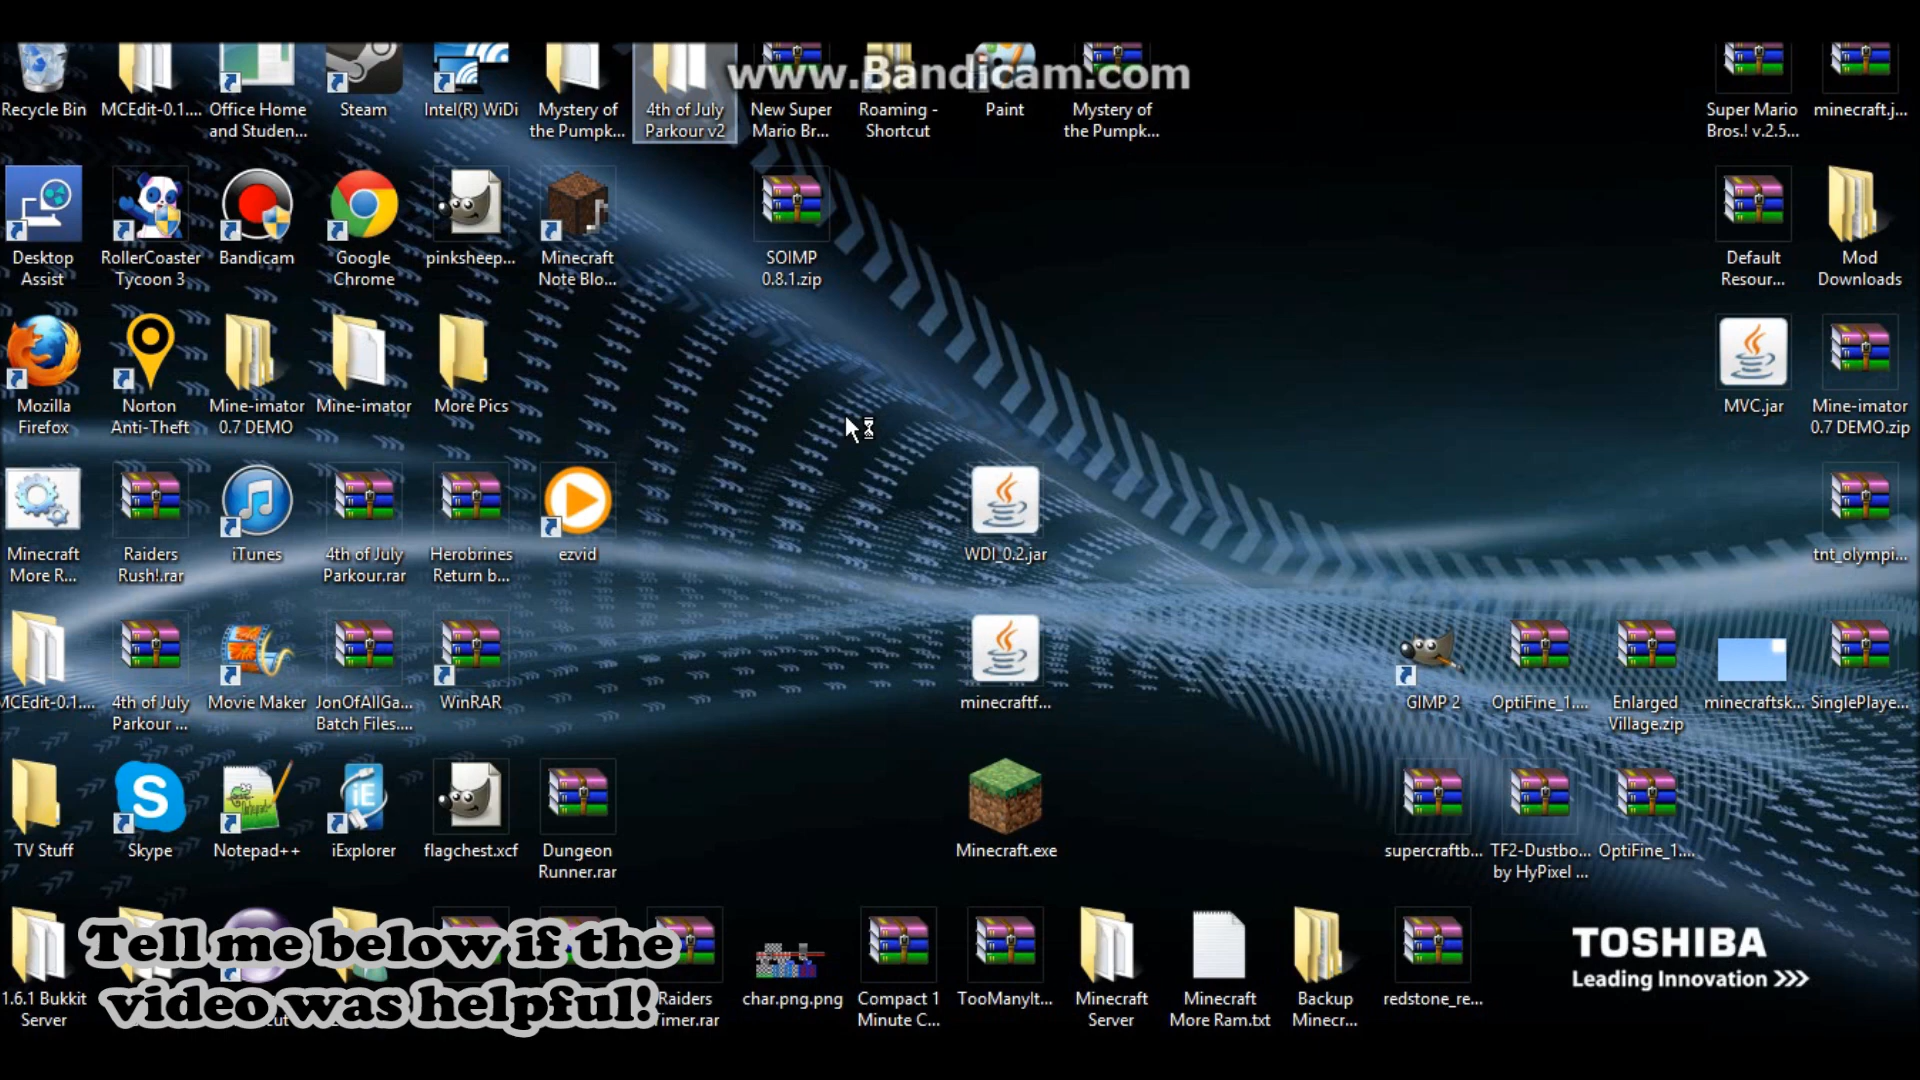 www.Bandicam.com
Recycle Bin
MCEdit-0.1....
Office Home
and Studen...
Steam
Intel(R) WiDi
Mystery of
the Pumpk...
4th of July
Parkour v2
New Super
Mario Br...
Roaming -
Shortcut
Paint
Mystery of
the Pumpk...
Super Mario
Bros.! v.2.5...
minecraft.j...
Desktop
Assist
RollerCoaster
Tycoon 3
Bandicam
Google
Chrome
pinksheep...
Minecraft
Note Blo...
SOIMP
0.8.1.zip
Default
Resour...
Mod
Downloads
Mozilla
Firefox
Norton
Anti-Theft
Mine-imator
0.7 DEMO
Mine-imator
More Pics
MVC.jar
Mine-imator
0.7 DEMO.zip
Minecraft
More R...
Raiders
Rush!.rar
iTunes
4th of July
Parkour.rar
Herobrines
Return b...
ezvid
WDI_0.2.jar
tnt_olympi...
MCEdit-0.1....
4th of July
Parkour ...
Movie Maker
JonOfAllGa...
Batch Files....
WinRAR
minecraftf...
GIMP 2
OptiFine_1....
Enlarged
Village.zip
minecraftsk...
SinglePlaye...
TV Stuff
Skype
Notepad++
iExplorer
flagchest.xcf
Dungeon
Runner.rar
Minecraft.exe
supercraftb...
TF2-Dustbo...
by HyPixel ...
OptiFine_1....
Tell me below if the
video was helpful!
1.6.1 Bukkit
Server
Raiders
Timer.rar
char.png.png
Compact 1
Minute C...
TooManyIt...
Minecraft
Server
Minecraft
More Ram.txt
Backup
Minecr...
redstone_re...
TOSHIBA
Leading Innovation >>>